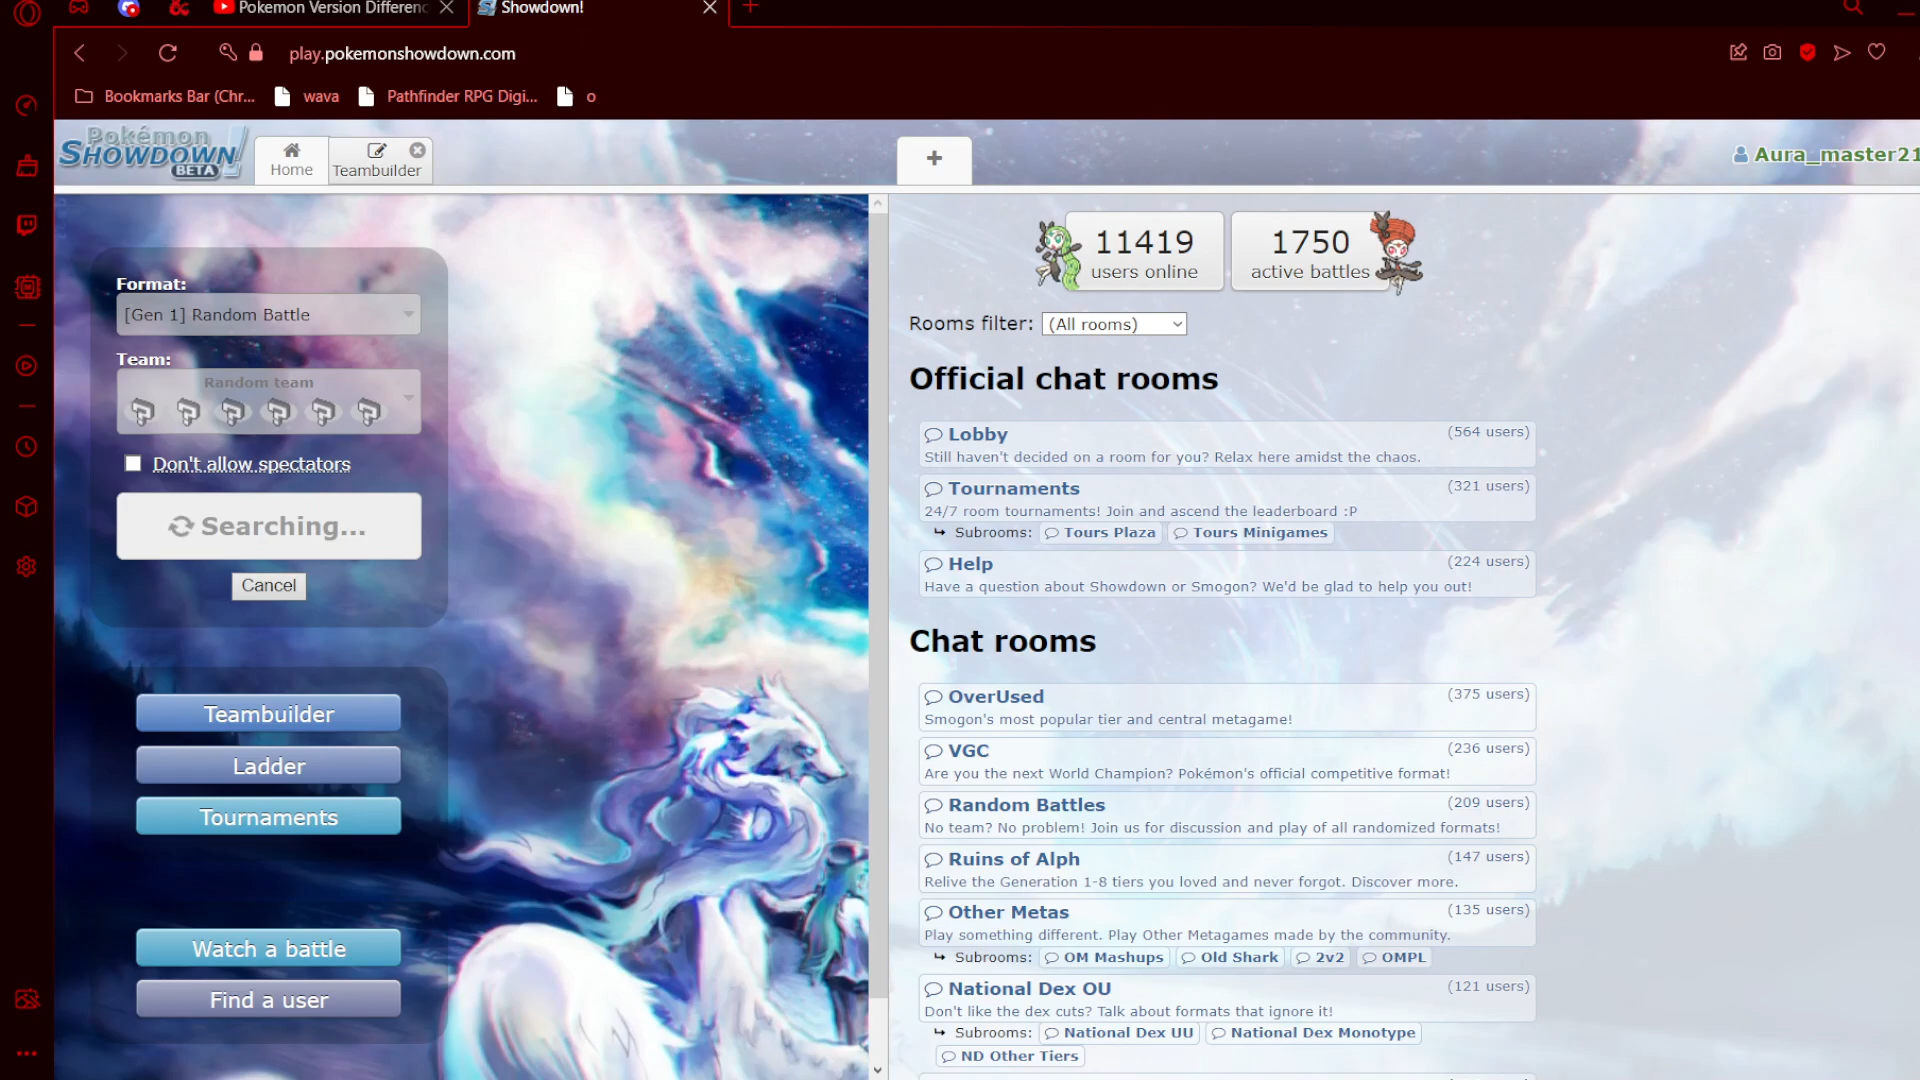 Pokemon Version Differenc
Showdown!
play.pokemonshowdown.com
Bookmarks Bar (Chr...
wava
Pathfinder RPG Digi...
o
Pokémon
SHOWDOWN!
BETA
Home
Teambuilder
+
Aura_master21
Format:
[Gen 1] Random Battle
Team:
Random team
Don't allow spectators
Searching...
Cancel
Teambuilder
Ladder
Tournaments
Watch a battle
Find a user
11419
users online
1750
active battles
Rooms filter: (All rooms)
Official chat rooms
Lobby (564 users)
Still haven't decided on a room for you? Relax here amidst the chaos.
Tournaments (321 users)
24/7 room tournaments! Join and ascend the leaderboard :P
↳ Subrooms: Tours Plaza Tours Minigames
Help (224 users)
Have a question about Showdown or Smogon? We'd be glad to help you out!
Chat rooms
OverUsed (375 users)
Smogon's most popular tier and central metagame!
VGC (236 users)
Are you the next World Champion? Pokémon's official competitive format!
Random Battles (209 users)
No team? No problem! Join us for discussion and play of all randomized formats!
Ruins of Alph (147 users)
Relive the Generation 1-8 tiers you loved and never forgot. Discover more.
Other Metas (135 users)
Play something different. Play Other Metagames made by the community.
↳ Subrooms: OM Mashups Old Shark 2v2 OMPL
National Dex OU (121 users)
Don't like the dex cuts? Talk about formats that ignore it!
↳ Subrooms: National Dex UU National Dex Monotype
ND Other Tiers